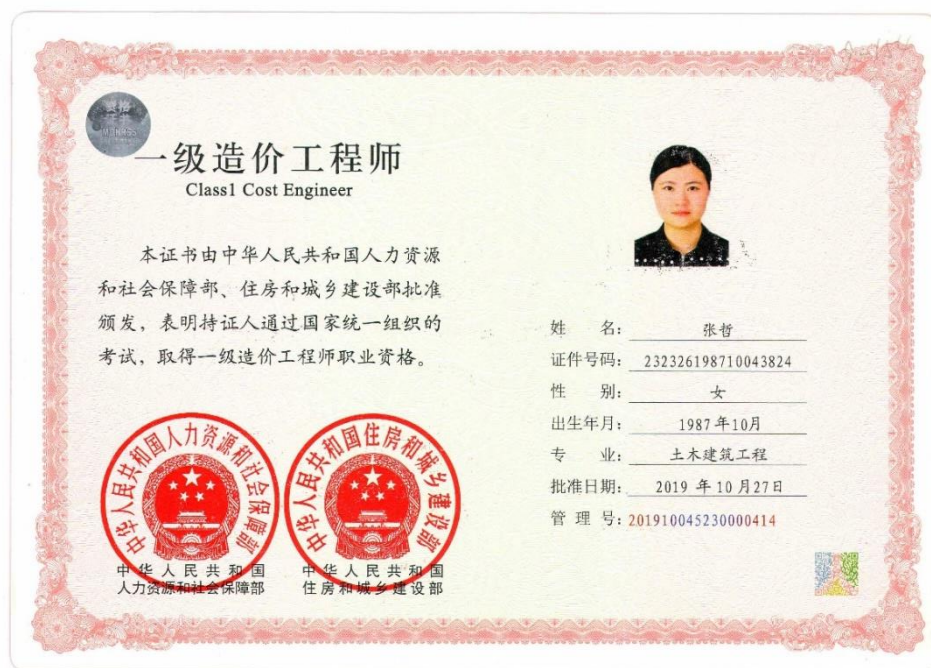 一级造价工程师
Class1 Cost Engineer
本证书由中华人民共和国人力资源
和社会保障部、住房和城乡建设部批准
颁发，表明持证人通过国家统一组织的
考试，取得一级造价工程师职业资格。
姓 名： 张哲
证件号码： 232326198710043824
性 别： 女
出生年月： 1987年10月
专 业： 土木建筑工程
批准日期： 2019 年 10 月27日
管 理 号： 201910045230000414
中华人民共和国人力资源和社会保障部
中华人民共和国住房和城乡建设部
中华人民共和国
人力资源和社会保障部
中华人民共和国
住房和城乡建设部